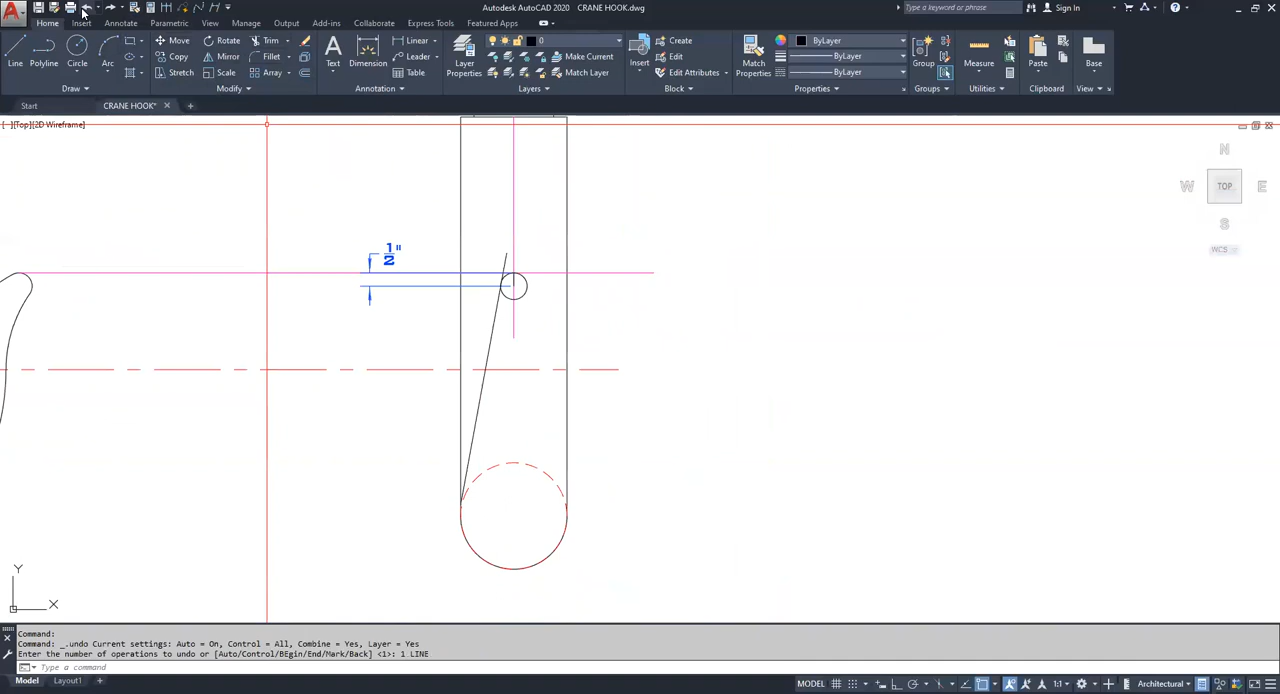 Autodesk AutoCAD 2020 CRANE HOOK.dwg
Type a keyword or phrase
Sign In
Home Insert Annotate Parametric View Manage Output Add-ins Collaborate Express Tools Featured Apps
Line Polyline Circle Arc
Move Rotate Trim
Copy Mirror Fillet
Stretch Scale Array
Text Dimension
Linear
Leader
Table
Layer Properties
0
Make Current
Match Layer
Insert
Create
Edit
Edit Attributes
Match Properties
ByLayer
ByLayer
ByLayer
Group
Measure
Paste
Base
Draw Modify Annotation Layers Block Properties Groups Utilities Clipboard View
Start CRANE HOOK*
[−][Top][2D Wireframe]
N
W TOP E
S
WCS
1"
2
Y
X
Command:
Command: _.undo Current settings: Auto = On, Control = All, Combine = Yes, Layer = Yes
Enter the number of operations to undo or [Auto/Control/BEgin/End/Mark/Back] <1>: 1 LINE
Type a command
Model Layout1 +
MODEL 1:1 Architectural